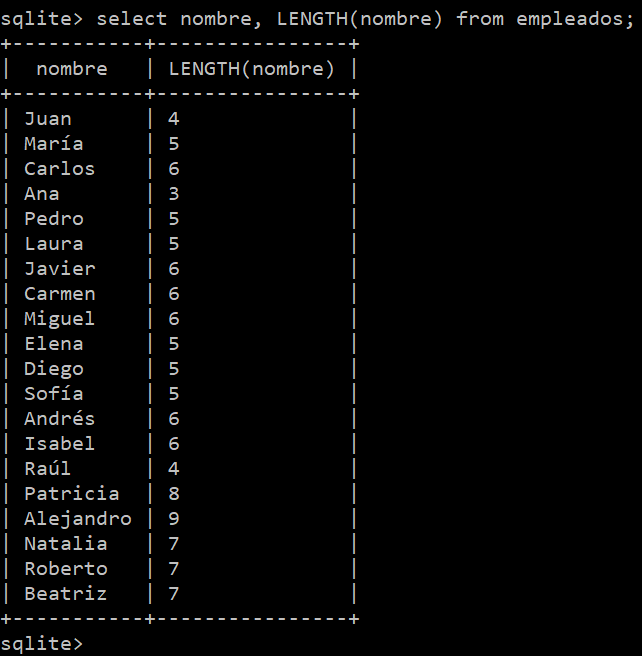 sqlite> select nombre, LENGTH(nombre) from empleados;
+-----------+----------------+
|  nombre   | LENGTH(nombre) |
+-----------+----------------+
| Juan      | 4              |
| María     | 5              |
| Carlos    | 6              |
| Ana       | 3              |
| Pedro     | 5              |
| Laura     | 5              |
| Javier    | 6              |
| Carmen    | 6              |
| Miguel    | 6              |
| Elena     | 5              |
| Diego     | 5              |
| Sofía     | 5              |
| Andrés    | 6              |
| Isabel    | 6              |
| Raúl      | 4              |
| Patricia  | 8              |
| Alejandro | 9              |
| Natalia   | 7              |
| Roberto   | 7              |
| Beatriz   | 7              |
+-----------+----------------+
sqlite>